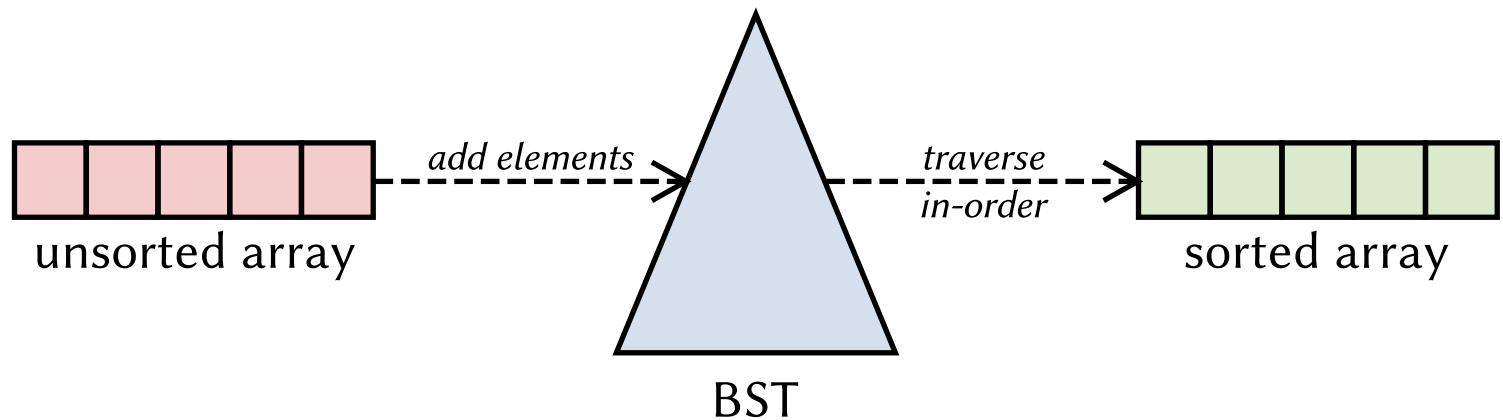 add elements
traverse
in-order
unsorted array
sorted array
BST